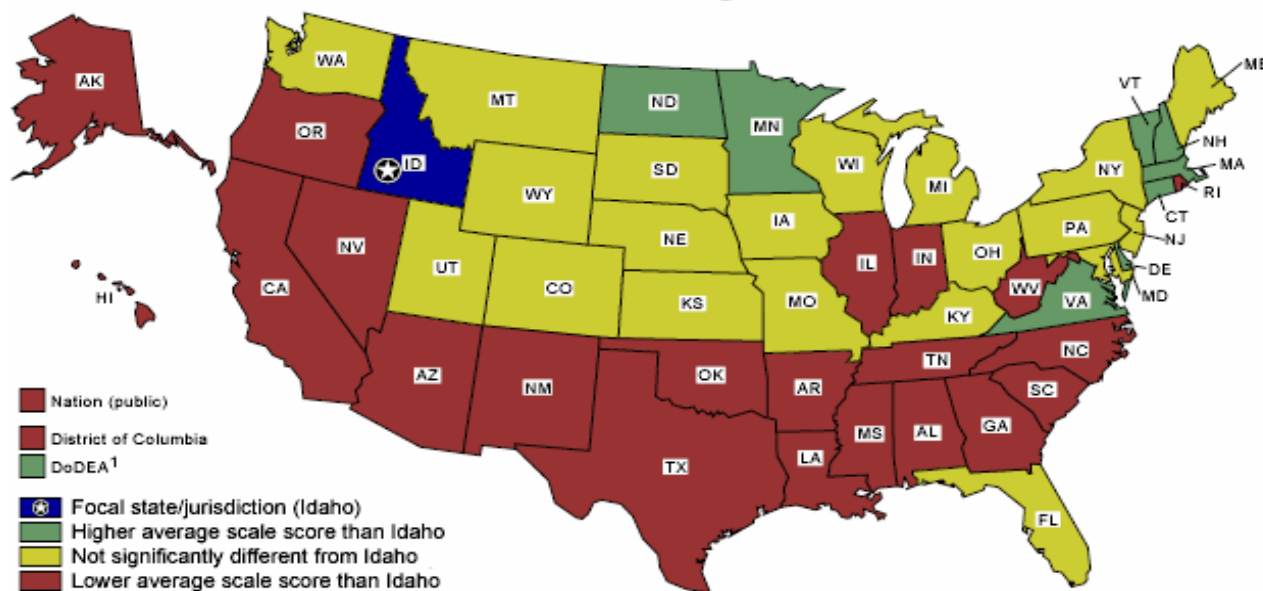 AK
WA
MT
ND
MN
VT
ME
OR
ID
WY
SD
WI
MI
NY
NH
MA
RI
CT
NV
UT
CO
NE
IA
PA
NJ
CA
KS
MO
IL
IN
OH
WV
VA
DE
MD
KY
HI
AZ
NM
OK
AR
TN
NC
SC
TX
LA
MS
AL
GA
FL
Nation (public)
District of Columbia
DoDEA¹
Focal state/jurisdiction (Idaho)
Higher average scale score than Idaho
Not significantly different from Idaho
Lower average scale score than Idaho